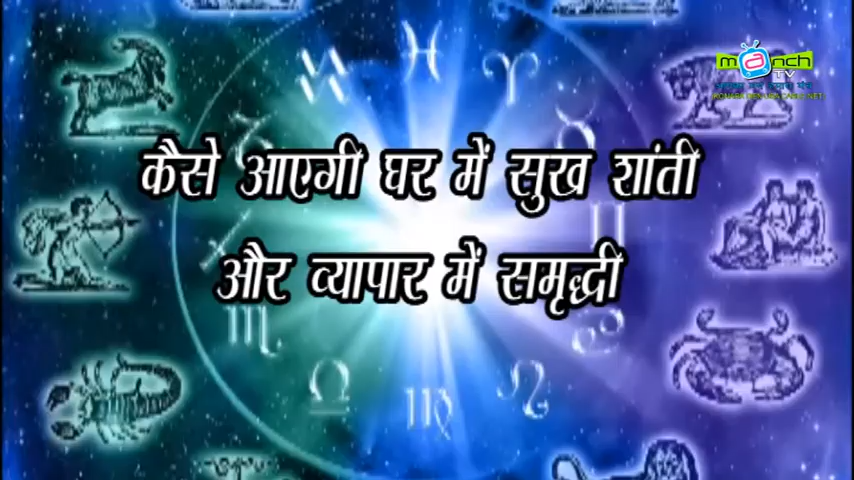 manch
TV
कैसे आएगी घर में सुख शांती
और व्यापार में समृद्धी